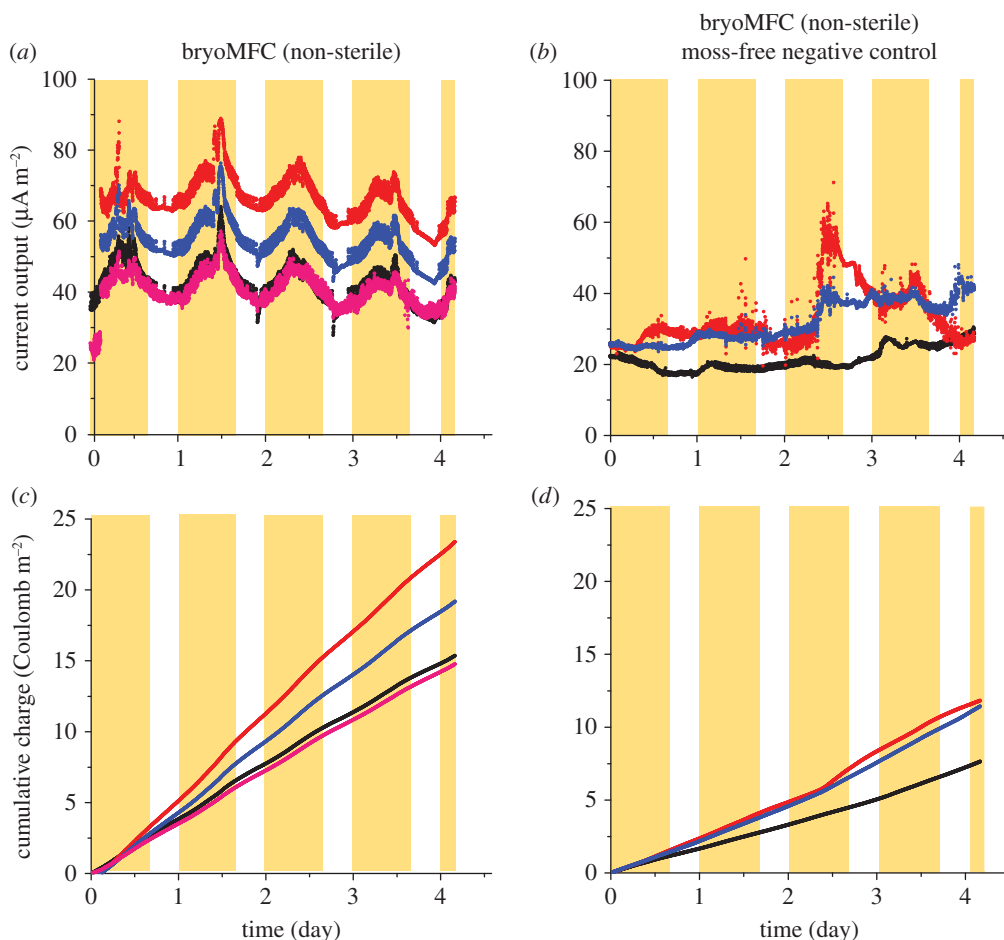 (a)
bryoMFC (non-sterile)
(b)
bryoMFC (non-sterile)
moss-free negative control
current output (µA m⁻²)
100
80
60
40
20
0
0 1 2 3 4
100
80
60
40
20
0
0 1 2 3 4
(c)
(d)
cumulative charge (Coulomb m⁻²)
25
20
15
10
5
0
0 1 2 3 4
time (day)
25
20
15
10
5
0
0 1 2 3 4
time (day)